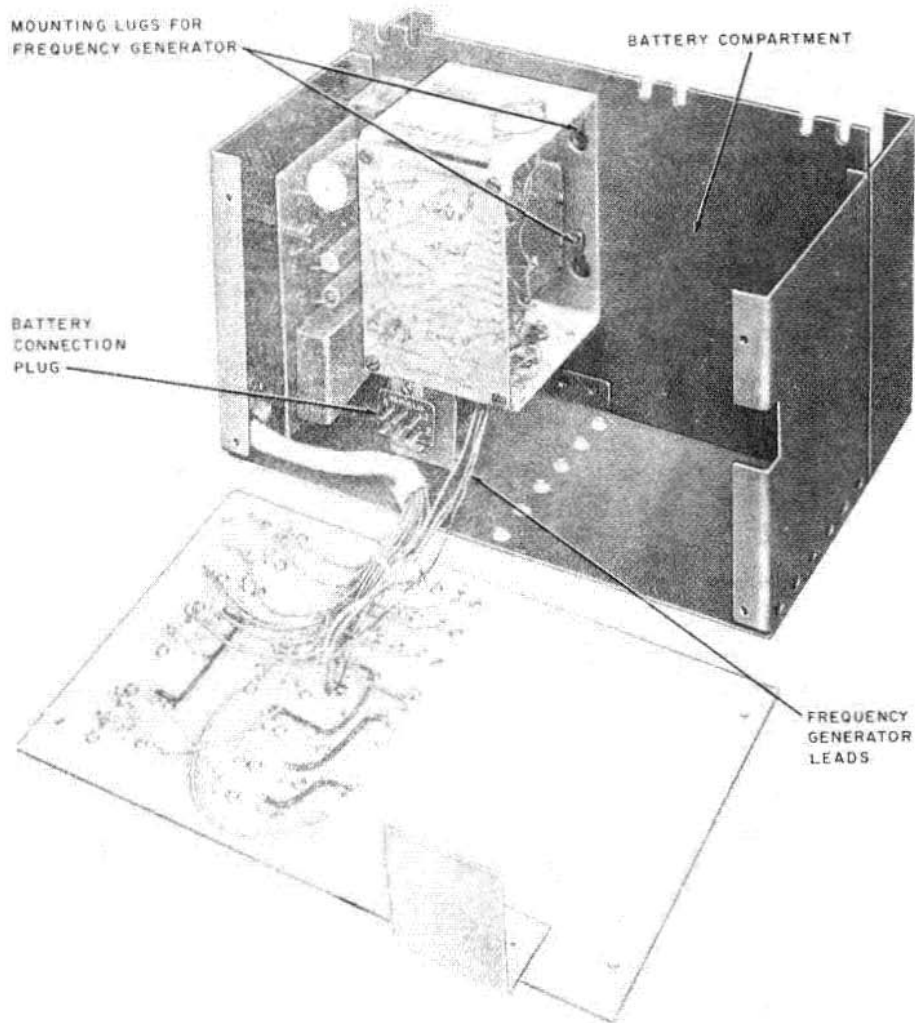 MOUNTING LUGS FOR
FREQUENCY GENERATOR
BATTERY COMPARTMENT
BATTERY
CONNECTION
PLUG
FREQUENCY
GENERATOR
LEADS